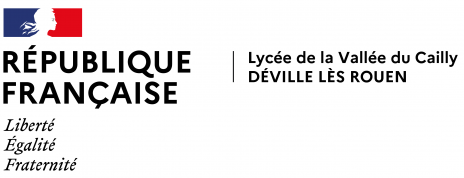 RÉPUBLIQUE
FRANÇAISE
Liberté
Égalité
Fraternité
Lycée de la Vallée du Cailly
DÉVILLE LÈS ROUEN